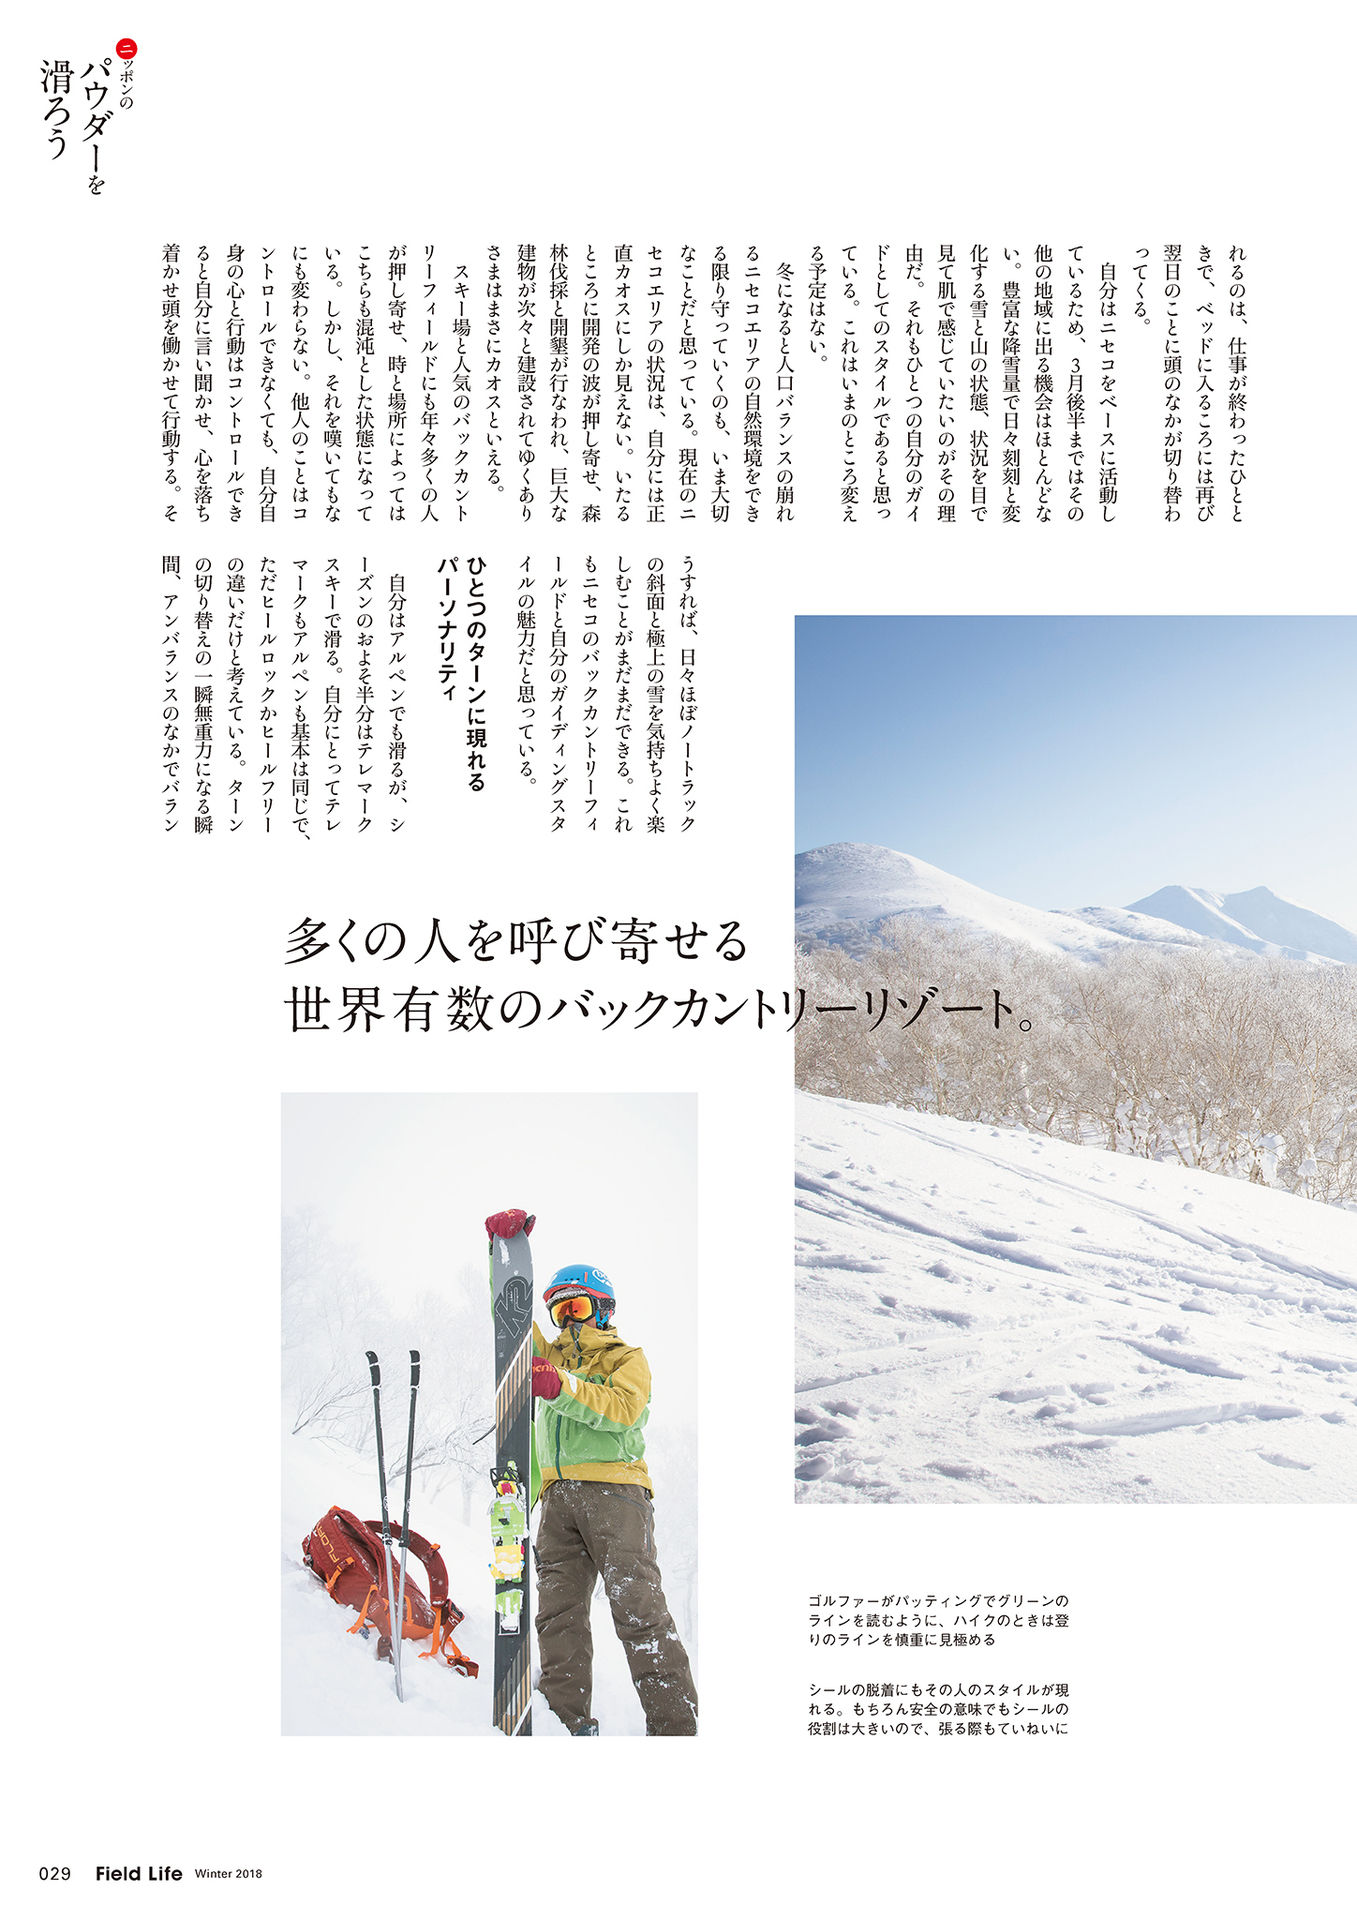 ニッポンの
パウダーを
滑ろう
れるのは、仕事が終わったひとと
きで、ベッドに入るころには再び
翌日のことに頭のなかが切り替わ
ってくる。
自分はニセコをベースに活動し
ているため、3月後半まではその
他の地域に出る機会はほとんどな
い。豊富な降雪量で日々刻刻と変
化する雪と山の状態、状況を目で
見て肌で感じていたいのがその理
由だ。それもひとつの自分のガイ
ドとしてのスタイルであると思っ
ている。これはいまのところ変え
る予定はない。
冬になると人口バランスの崩れ
るニセコエリアの自然環境をでき
る限り守っていくのも、いま大切
なことだと思っている。現在のニ
セコエリアの状況は、自分には正
直カオスにしか見えない。いたる
ところに開発の波が押し寄せ、森
林伐採と開墾が行なわれ、巨大な
建物が次々と建設されてゆくあり
さまはまさにカオスといえる。
スキー場と人気のバックカント
リーフィールドにも年々多くの人
が押し寄せ、時と場所によっては
こちらも混沌とした状態になって
いる。しかし、それを嘆いてもな
にも変わらない。他人のことはコ
ントロールできなくても、自分自
身の心と行動はコントロールでき
ると自分に言い聞かせ、心を落ち
着かせ頭を働かせて行動する。そ
うすれば、日々ほぼノートラック
の斜面と極上の雪を気持ちよく楽
しむことがまだまだできる。これ
もニセコのバックカントリーフィ
ールドと自分のガイディングスタ
イルの魅力だと思っている。
ひとつのターンに現れる
パーソナリティ
自分はアルペンでも滑るが、シ
ーズンのおよそ半分はテレマーク
スキーで滑る。自分にとってテレ
マークもアルペンも基本は同じで、
ただヒールロックかヒールフリー
の違いだけと考えている。ターン
の切り替えの一瞬無重力になる瞬
間、アンバランスのなかでバラン
多くの人を呼び寄せる
世界有数のバックカントリーリゾート。
ゴルファーがパッティングでグリーンの
ラインを読むように、ハイクのときは登
りのラインを慎重に見極める
シールの脱着にもその人のスタイルが現
れる。もちろん安全の意味でもシールの
役割は大きいので、張る際もていねいに
029 Field Life Winter 2018